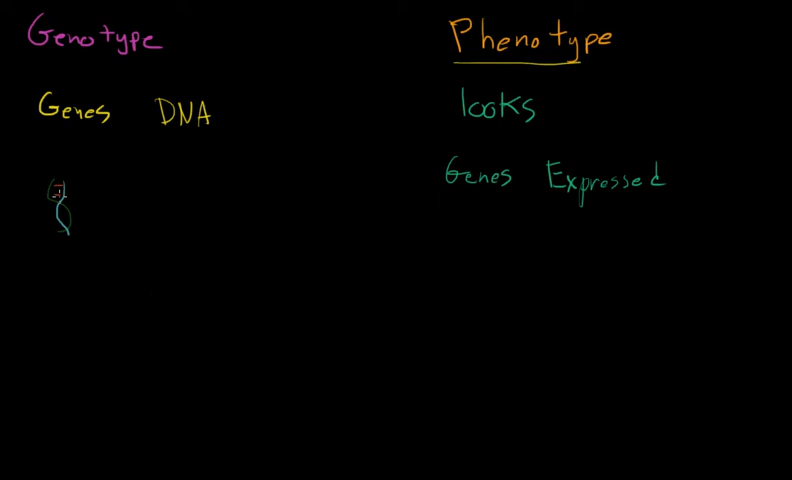 Genotype
Phenotype
Genes DNA
looks
Genes Expressed